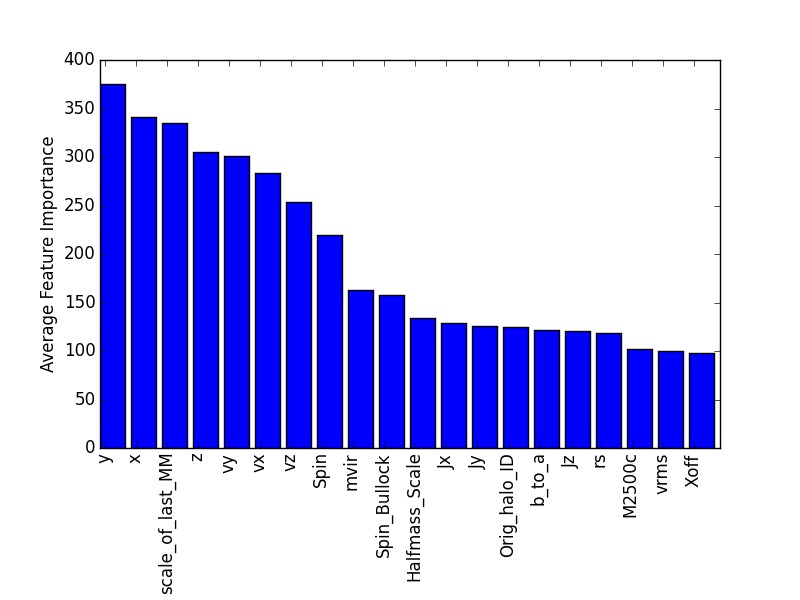 400
350
300
250
200
150
100
50
0
Average Feature Importance
y
x
scale_of_last_MM
z
vy
vx
vz
Spin
mvir
Spin_Bullock
Halfmass_Scale
Jx
Jy
Orig_halo_ID
b_to_a
Jz
rs
M2500c
vrms
Xoff